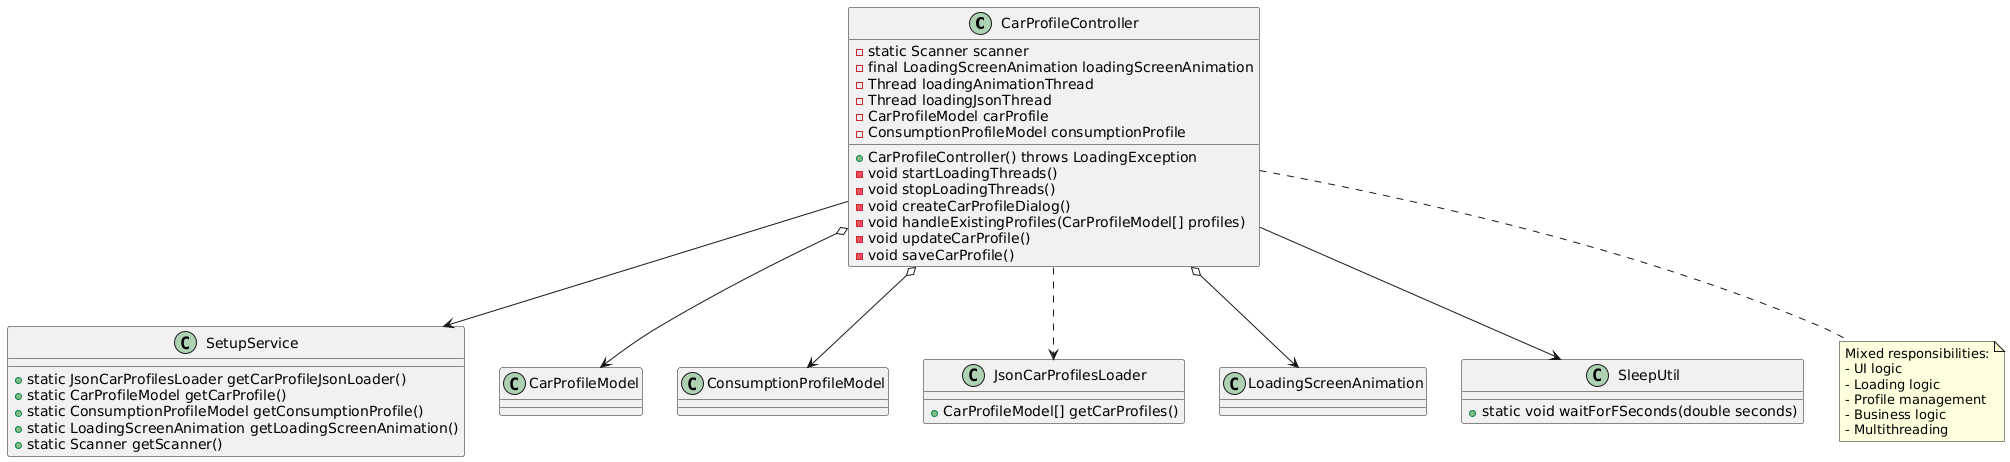 C CarProfileController
static Scanner scanner
final LoadingScreenAnimation loadingScreenAnimation
Thread loadingAnimationThread
Thread loadingJsonThread
CarProfileModel carProfile
ConsumptionProfileModel consumptionProfile
CarProfileController() throws LoadingException
void startLoadingThreads()
void stopLoadingThreads()
void createCarProfileDialog()
void handleExistingProfiles(CarProfileModel[] profiles)
void updateCarProfile()
void saveCarProfile()
C SetupService
static JsonCarProfilesLoader getCarProfileJsonLoader()
static CarProfileModel getCarProfile()
static ConsumptionProfileModel getConsumptionProfile()
static LoadingScreenAnimation getLoadingScreenAnimation()
static Scanner getScanner()
C CarProfileModel
C ConsumptionProfileModel
C JsonCarProfilesLoader
CarProfileModel[] getCarProfiles()
C LoadingScreenAnimation
C SleepUtil
static void waitForFSeconds(double seconds)
Mixed responsibilities:
- UI logic
- Loading logic
- Profile management
- Business logic
- Multithreading